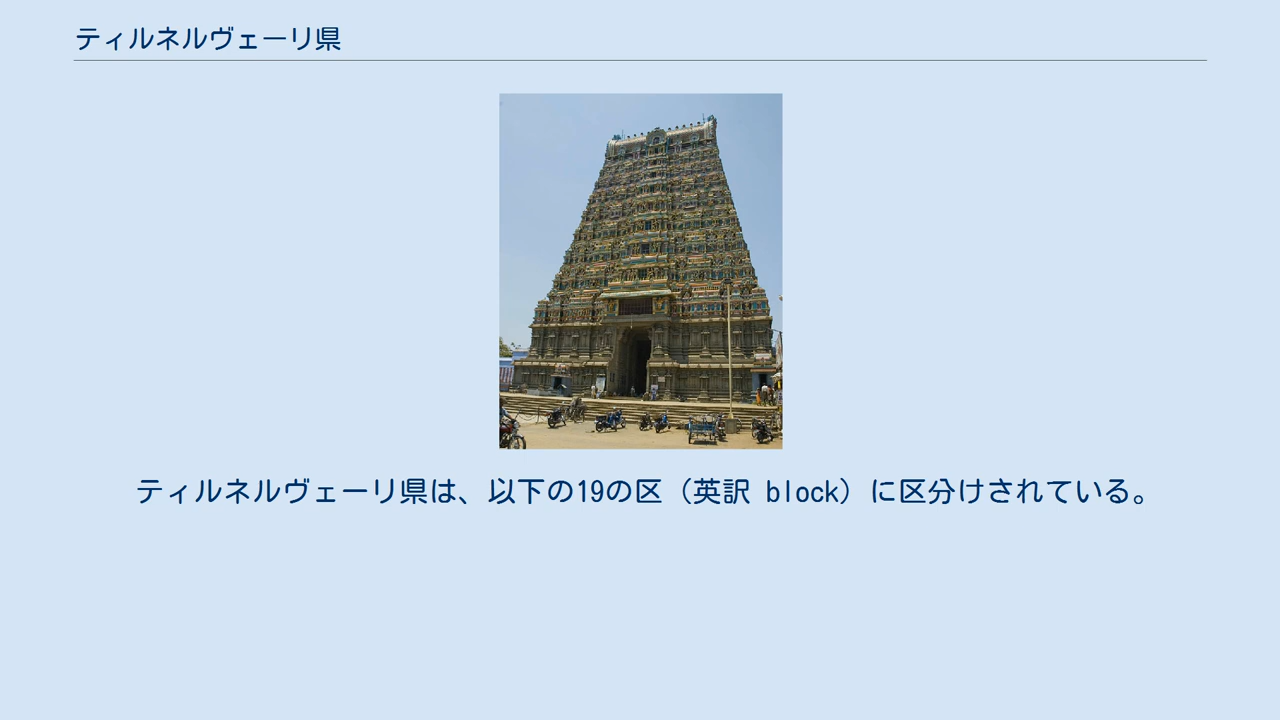 ティルネルヴェーリ県
ティルネルヴェーリ県は、以下の19の区（英訳 block）に区分けされている。